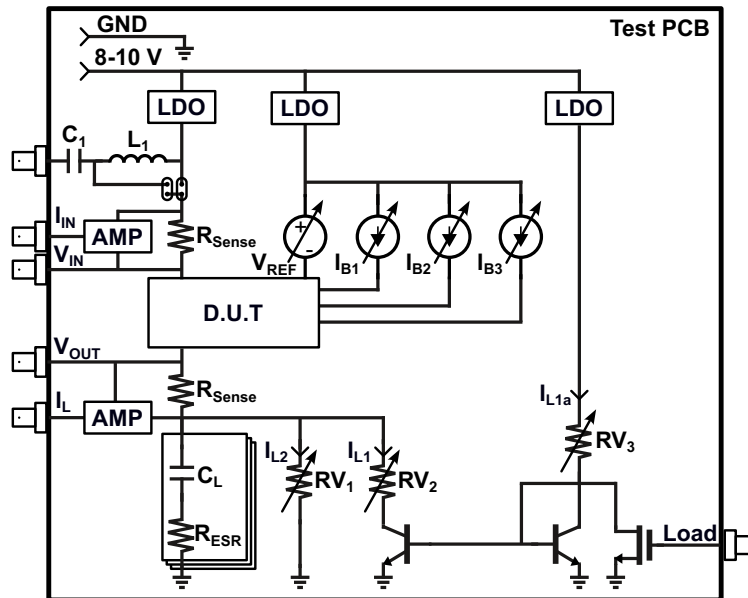 GND
Test PCB
8-10 V
LDO LDO LDO
C1 L1
IIN
AMP
RSense
VIN
VREF IB1 IB2 IB3
D.U.T
VOUT
RSense
IL
AMP
IL1a
RV3
IL2 IL1
CL
RV1 RV2
RESR
Load